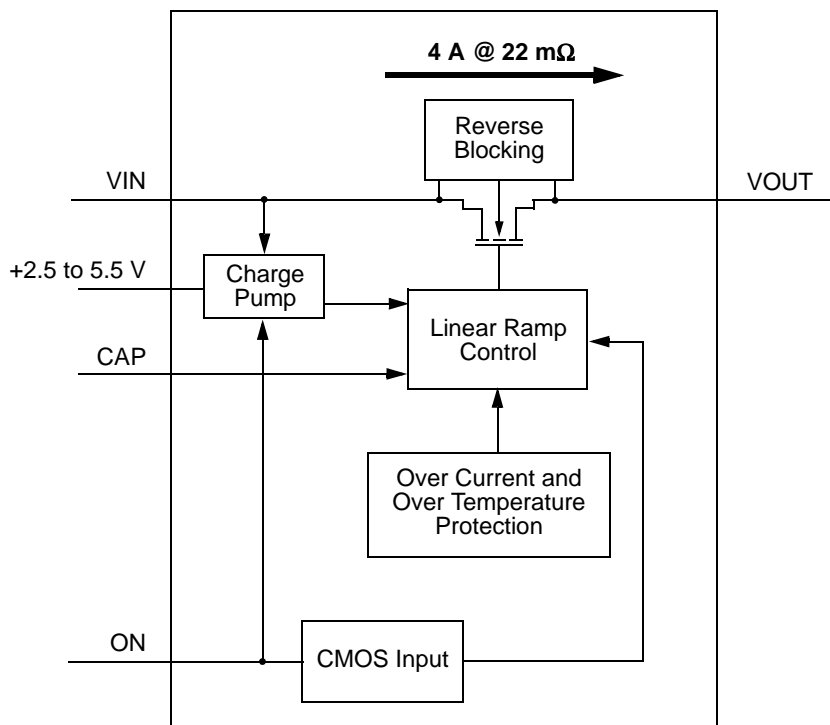 4 A @ 22 mΩ
Reverse
Blocking
VIN
VOUT
+2.5 to 5.5 V
Charge
Pump
Linear Ramp
Control
CAP
Over Current and
Over Temperature
Protection
ON
CMOS Input